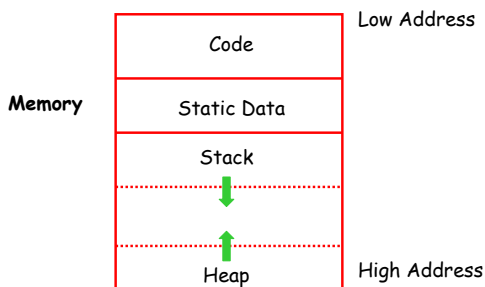 Low Address
Code
Memory
Static Data
Stack
Heap
High Address